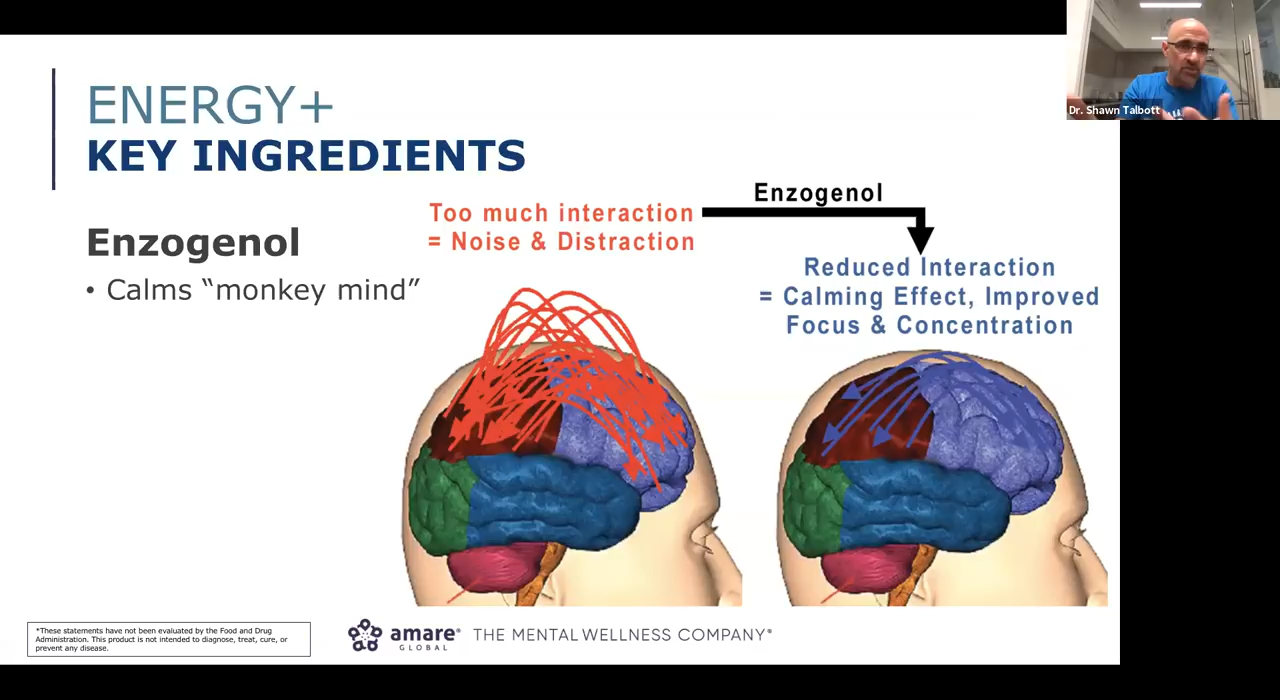 Dr. Shawn Talbott
ENERGY+
KEY INGREDIENTS
Enzogenol
• Calms “monkey mind”
Too much interaction
= Noise & Distraction
Enzogenol
Reduced Interaction
= Calming Effect, Improved
Focus & Concentration
*These statements have not been evaluated by the Food and Drug
Administration. This product is not intended to diagnose, treat, cure, or
prevent any disease.
amare®
GLOBAL
THE MENTAL WELLNESS COMPANY®